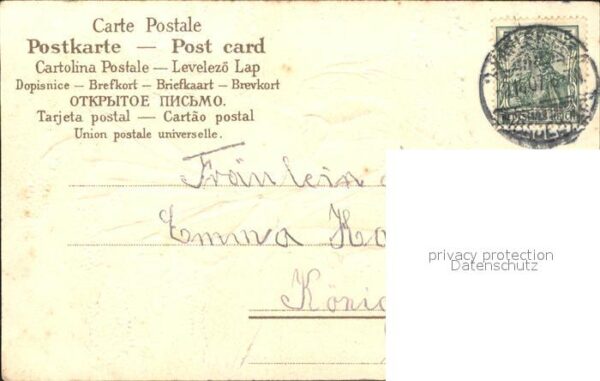 Carte Postale
Postkarte — Post card
Cartolina Postale – Levelező Lap
Dopisnice – Brefkort – Briefkaart – Brevkort
ОТКРЫТОЕ ПИСЬМО.
Tarjeta postal – Cartão postal
Union postale universelle.
Fräulein
Emma
privacy protection
Datenschutz